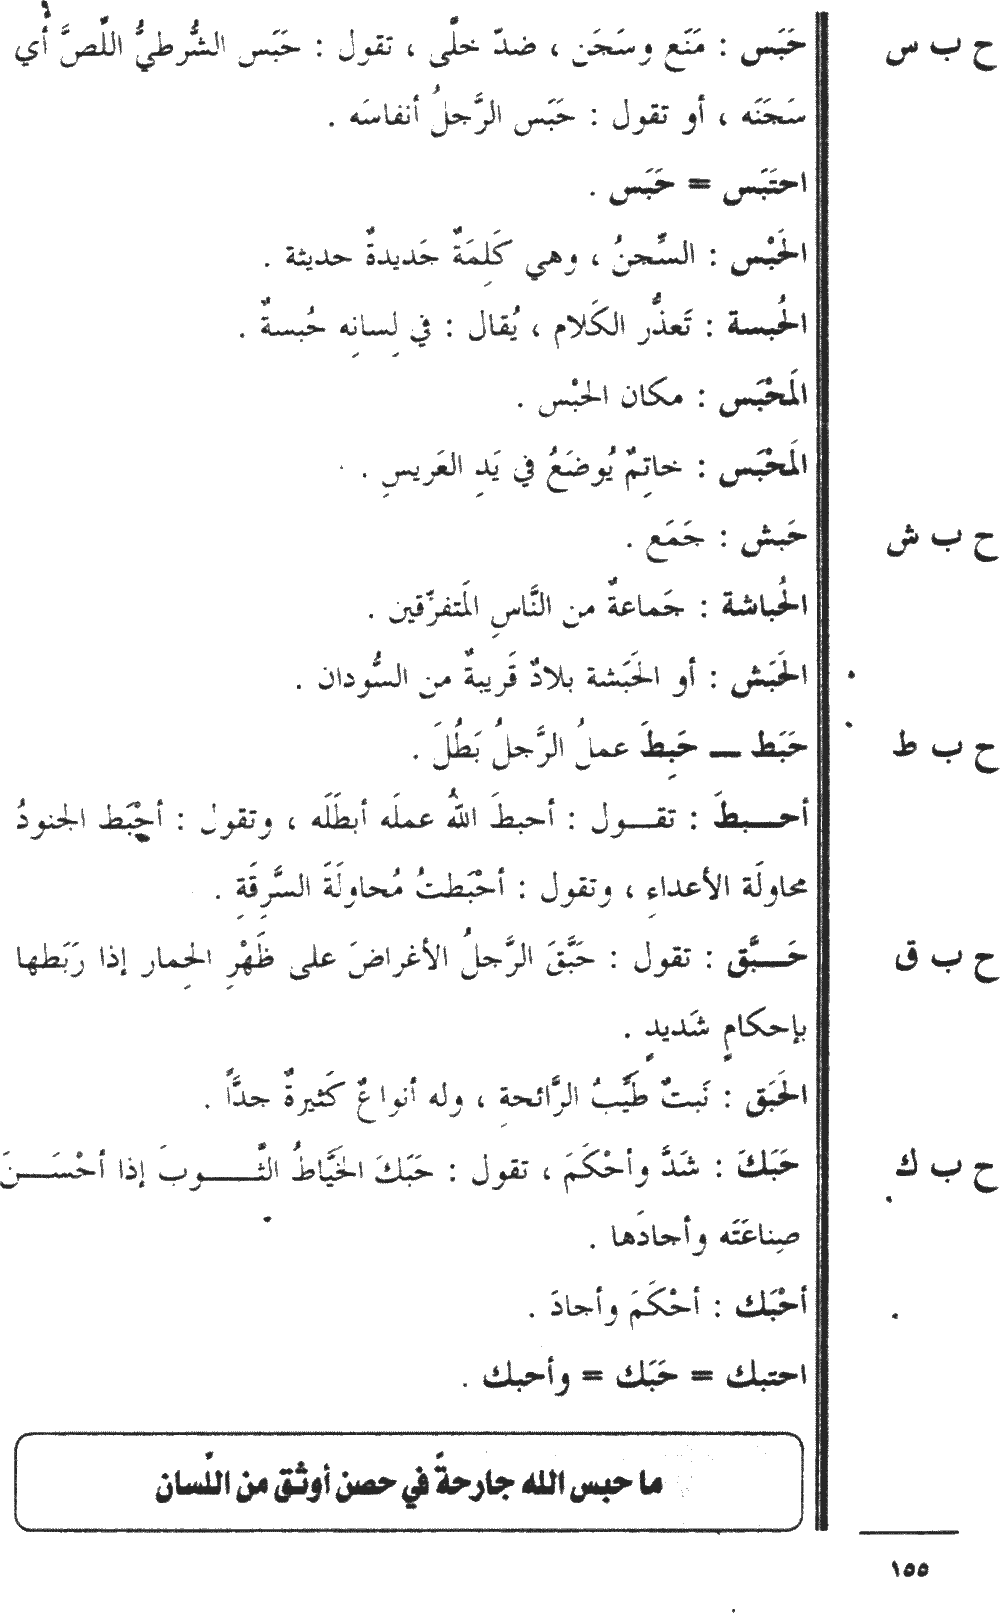 ح ب س حَبَس : مَنَع وسَجَن ، ضدّ خلَّى ، تقول : حَبَس الشُّرطيُّ اللّصَّ أي
سَجَنَه ، أو تقول : حَبَس الرَّجلُ أنفاسَه .
احتَبَس = حَبَس .
الحَبْس : السِّجنُ ، وهي كَلِمَةٌ جَديدةٌ حديثة .
الحُبسة : تَعذُّر الكَلام ، يُقال : في لِسانِه حُبسةٌ .
المَحْبَس : مكان الحبْس .
المَحْبَس : خاتِمٌ يُوضَعُ في يَدِ العَريسِ .
ح ب ش حَبش : جَمَع .
الحُباشة : جَماعةٌ من النَّاسِ المَتفرِّقين .
الحَبَش : أو الحَبَشة بلادٌ قَريبةٌ من السُّودان .
ح ب ط حَبَط — حَبِطَ عملُ الرَّجلُ بَطُلَ .
أحـــبطَ : تقــول : أحبطَ اللهُ عملَه أبطَلَه ، وتقول : أحْبَط الجنودُ
محاولَة الأعداءِ ، وتقول : أحْبَطتُ مُحاولَةَ السَّرِقَةِ .
ح ب ق حَـــبَّق : تقول : حَبَّقَ الرَّجلُ الأغراضَ على ظَهْرِ الحِمار إذا رَبَطها
بإحكامٍ شَديدٍ .
الحَبَق : نَبتٌ طَيِّبُ الرَّائحةِ ، وله أنواعٌ كَثيرةٌ جدَّاً .
ح ب ك حَبَكَ : شَدَّ وأحْكَمَ ، تقول : حَبَكَ الخَيَّاطُ الثَّـــــوبَ إذا أحْسَـــنَ
صِناعَتَه وأجادَها .
أحْبَك : أحْكَمَ وأجادَ .
احتبك = حَبَك = وأحبك .
ما حبس الله جارحةً في حصن أوثق من اللّسان
١٥٥